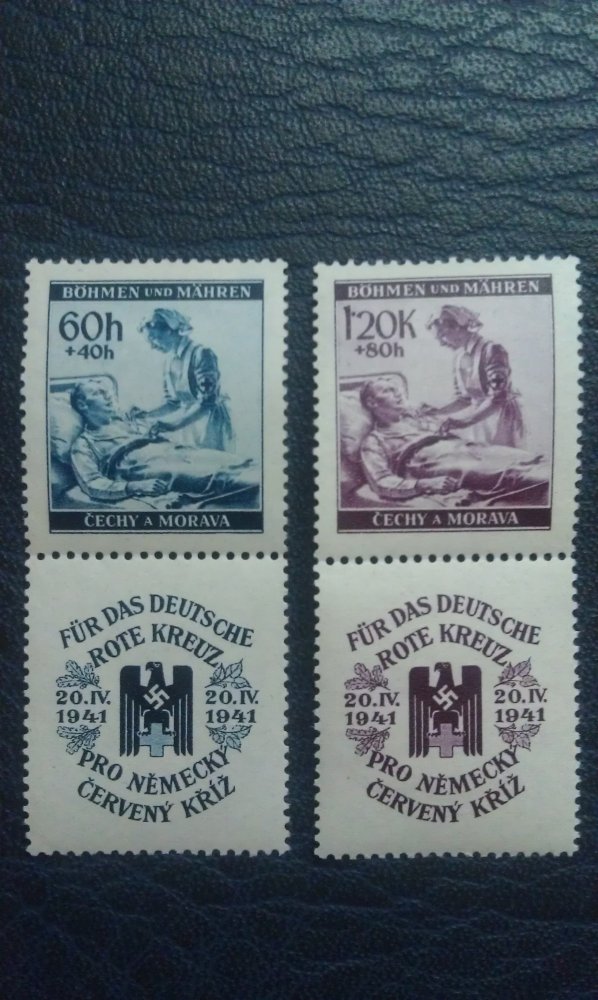 BÖHMEN UND MÄHREN
60h
+40h
ČECHY A MORAVA
FÜR DAS DEUTSCHE
ROTE KREUZ
20.IV.
1941
20.IV.
1941
PRO NĚMECKÝ
ČERVENÝ KŘÍŽ
BÖHMEN UND MÄHREN
1'20K
+80h
ČECHY A MORAVA
FÜR DAS DEUTSCHE
ROTE KREUZ
20.IV.
1941
20.IV.
1941
PRO NĚMECKÝ
ČERVENÝ KŘÍŽ